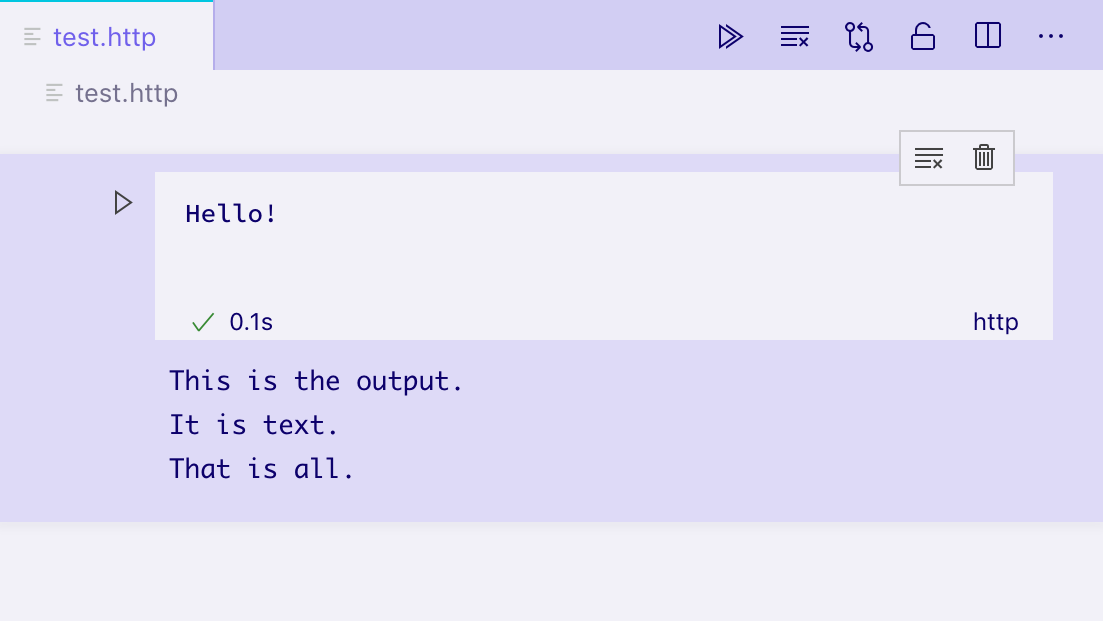 test.http
test.http
Hello!
0.1s
http
This is the output.
It is text.
That is all.